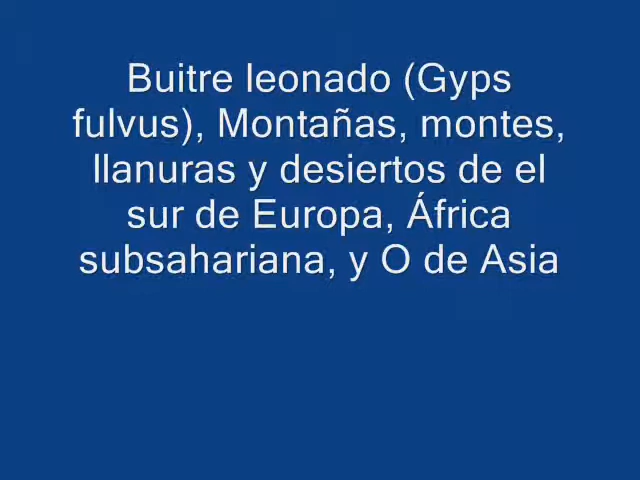 Buitre leonado (Gyps
fulvus), Montañas, montes,
llanuras y desiertos de el
sur de Europa, África
subsahariana, y O de Asia